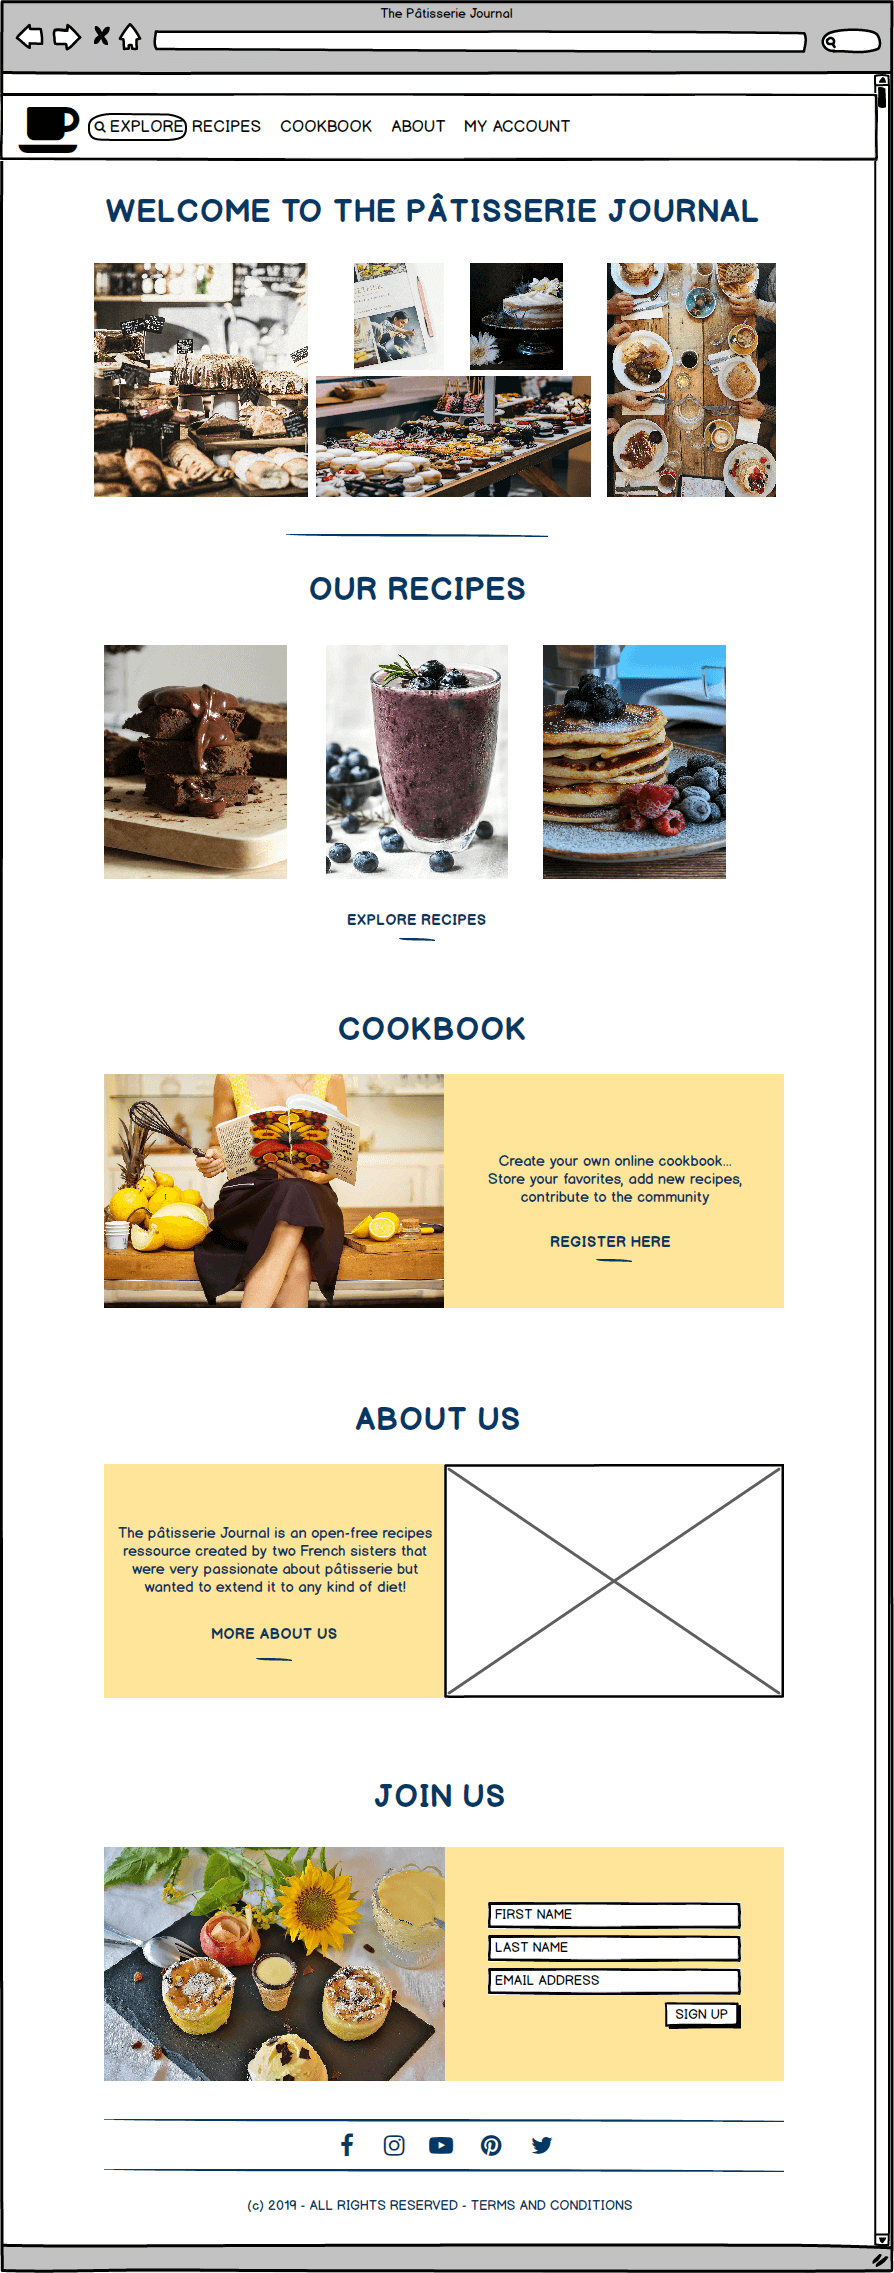 The Pâtisserie Journal
EXPLORE RECIPES COOKBOOK ABOUT MY ACCOUNT
WELCOME TO THE PÂTISSERIE JOURNAL
OUR RECIPES
EXPLORE RECIPES
COOKBOOK
Create your own online cookbook...
Store your favorites, add new recipes,
contribute to the community
REGISTER HERE
ABOUT US
The pâtisserie Journal is an open-free recipes
ressource created by two French sisters that
were very passionate about pâtisserie but
wanted to extend it to any kind of diet!
MORE ABOUT US
JOIN US
FIRST NAME
LAST NAME
EMAIL ADDRESS
SIGN UP
(c) 2019 - ALL RIGHTS RESERVED - TERMS AND CONDITIONS